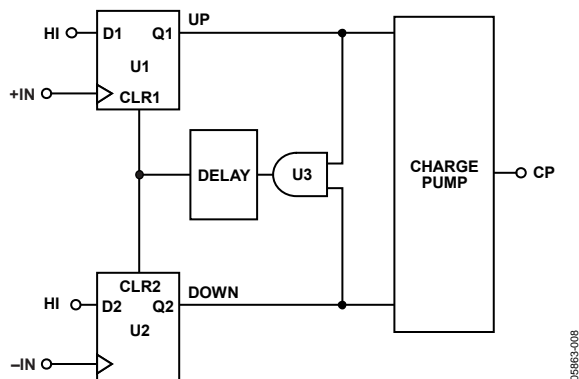 UP
HI D1 Q1
U1
+IN CLR1
DELAY U3 CHARGE PUMP CP
CLR2 DOWN
HI D2 Q2
U2
–IN
05863-008